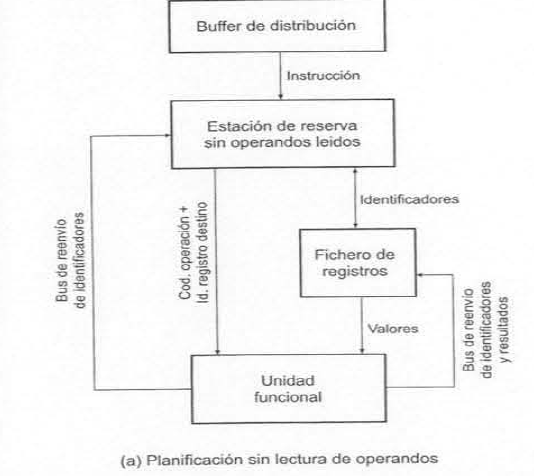 Buffer de distribución
Instrucción
Estación de reserva
sin operandos leidos
Identificadores
Cod. operación +
Id. registro destino
Bus de reenvío
de identificadores
Fichero de
registros
Valores
Bus de reenvío
de identificadores
y resultados
Unidad
funcional
(a) Planificación sin lectura de operandos